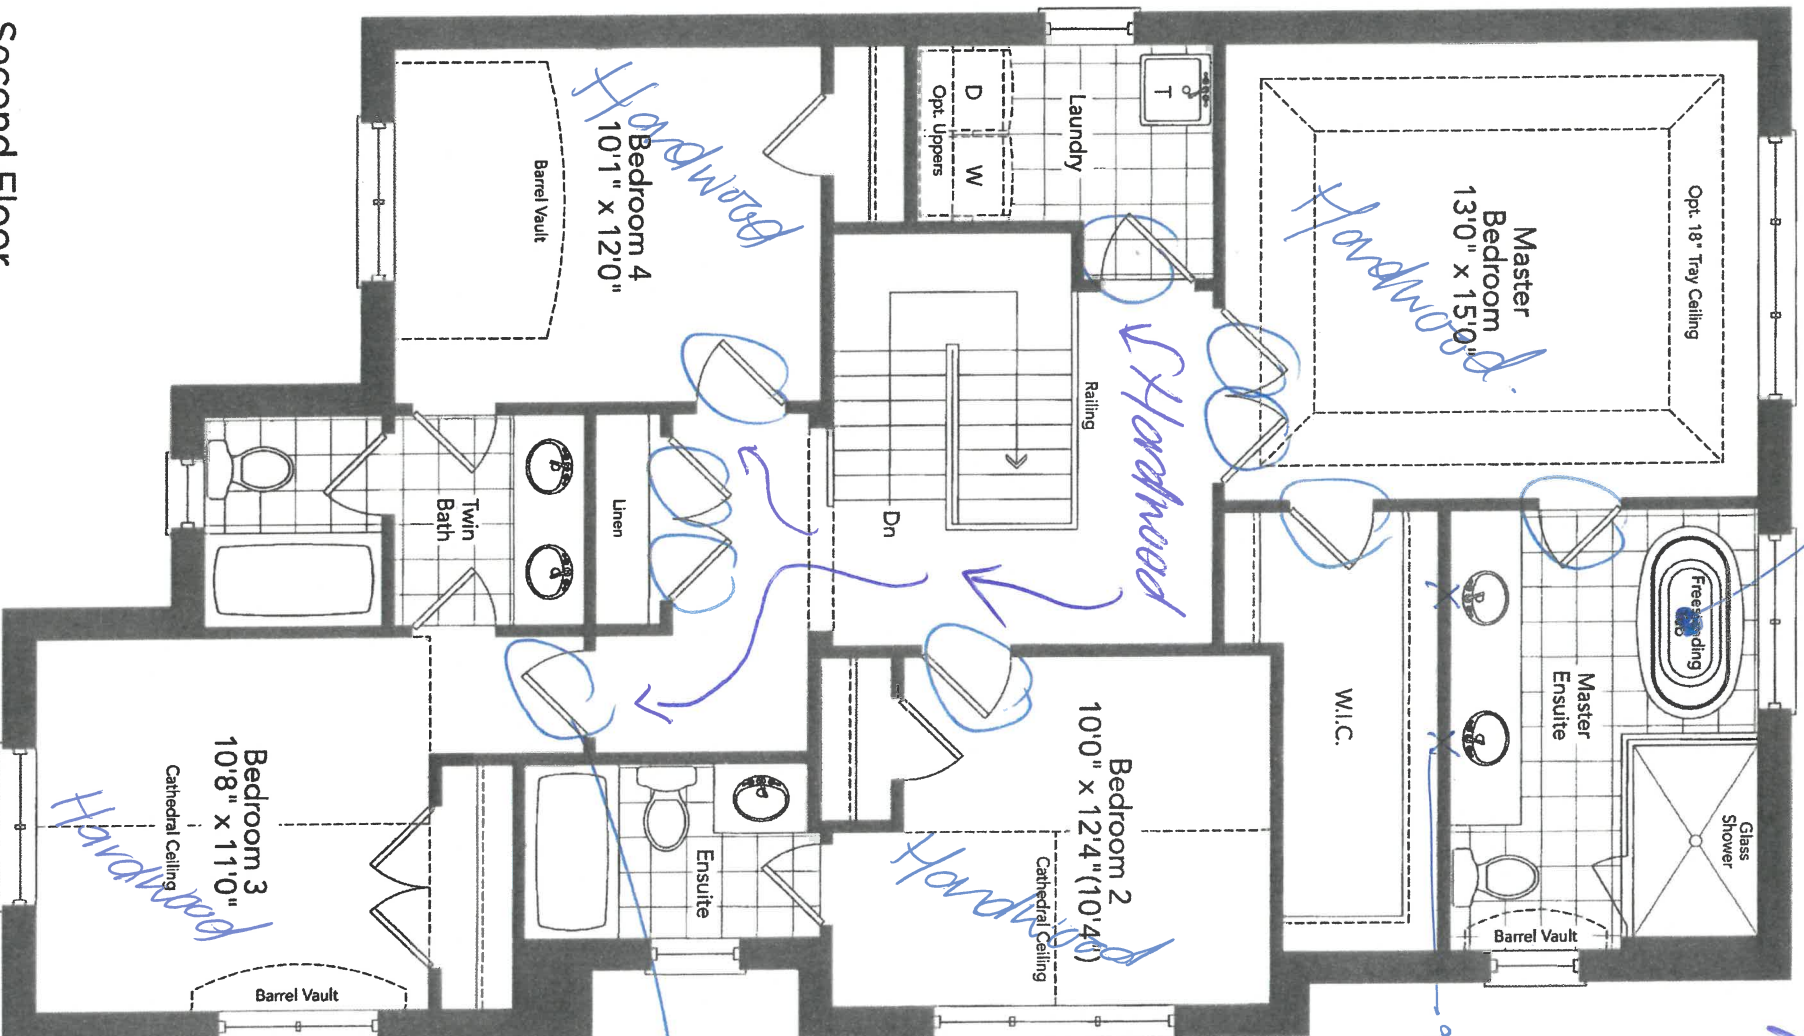 Second Floor
Master
Bedroom
13'0" x 15'0"
Opt. 18" Tray Ceiling
Hardwood.
Laundry
T
D
W
Opt. Uppers
Bedroom 4
10'1" x 12'0"
Barrel Vault
Hardwood
Railing
Dn
Hardwood
Linen
Twin
Bath
Master
Ensuite
Freestanding
Tub
Glass
Shower
Barrel Vault
W.I.C.
Bedroom 2
10'0" x 12'4"(10'4")
Cathedral Ceiling
Hardwood
Ensuite
Bedroom 3
10'8" x 11'0"
Cathedral Ceiling
Hardwood
Barrel Vault